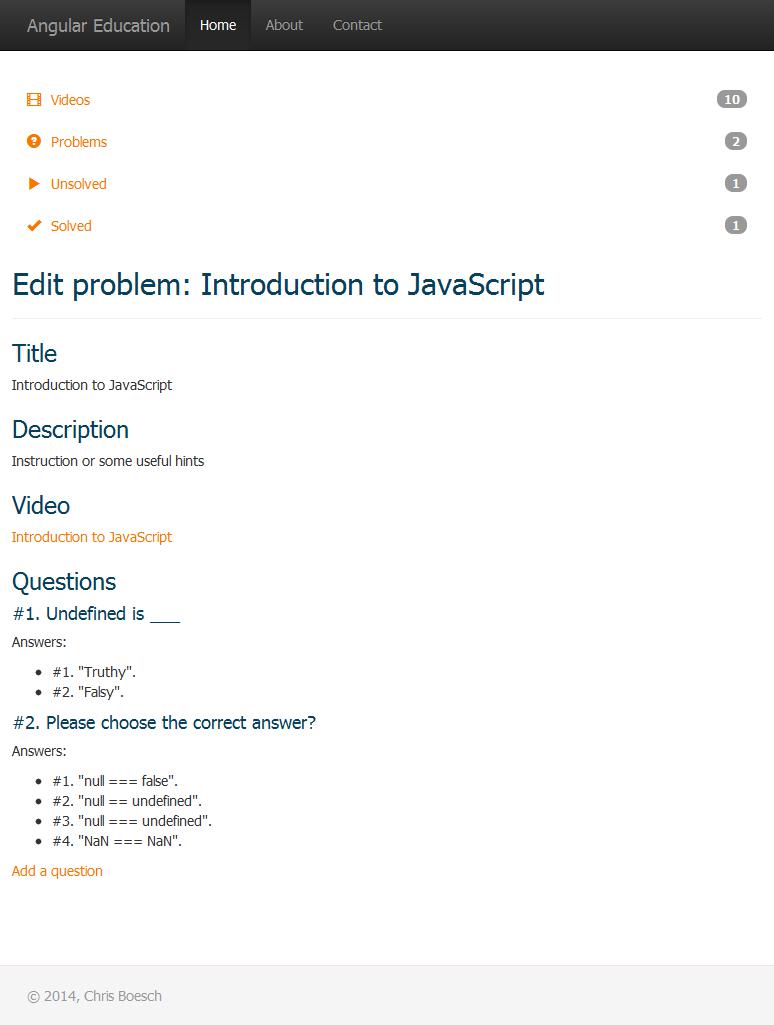 Angular Education Home About Contact
Videos 10
Problems 2
Unsolved 1
Solved 1
Edit problem: Introduction to JavaScript
Title
Introduction to JavaScript
Description
Instruction or some useful hints
Video
Introduction to JavaScript
Questions
#1. Undefined is ___
Answers:
• #1. "Truthy".
• #2. "Falsy".
#2. Please choose the correct answer?
Answers:
• #1. "null === false".
• #2. "null == undefined".
• #3. "null === undefined".
• #4. "NaN === NaN".
Add a question
© 2014, Chris Boesch